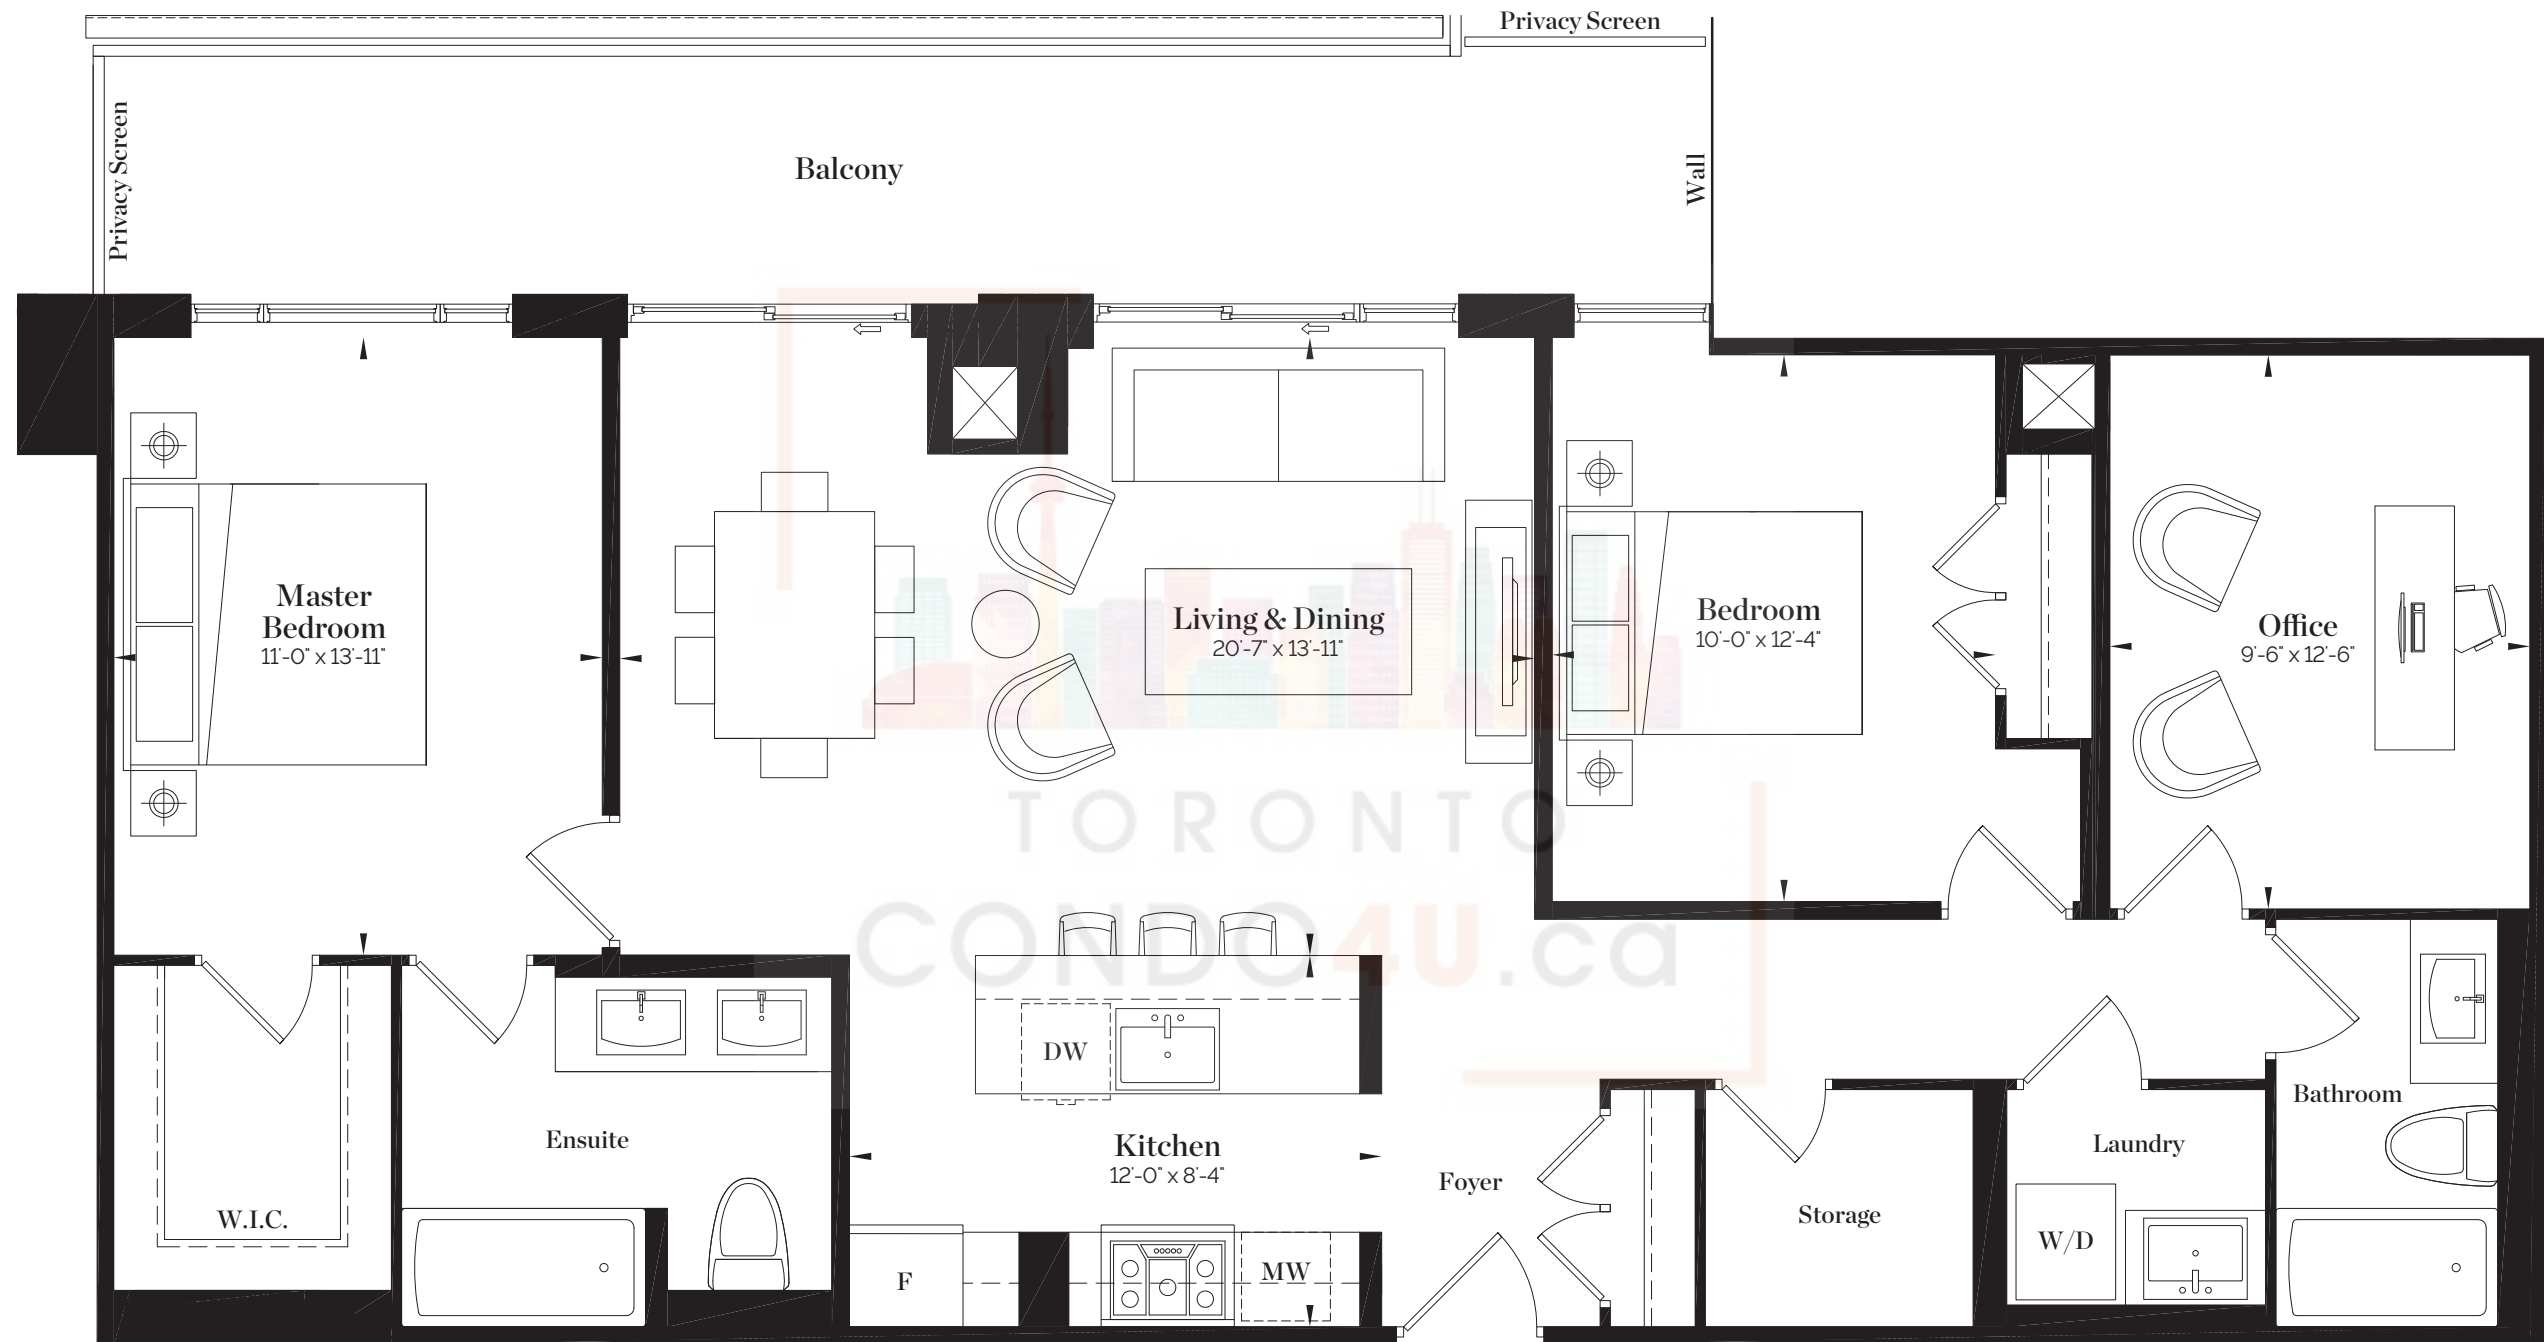 Privacy Screen
Privacy Screen
Balcony
Wall
Master
Bedroom
11'-0" x 13'-11"
Living & Dining
20'-7" x 13'-11"
Bedroom
10'-0" x 12'-4"
Office
9'-6" x 12'-6"
TORONTO
CONDO4U.ca
DW
Ensuite
Kitchen
12'-0" x 8'-4"
Foyer
Bathroom
Laundry
W.I.C.
Storage
W/D
F
MW